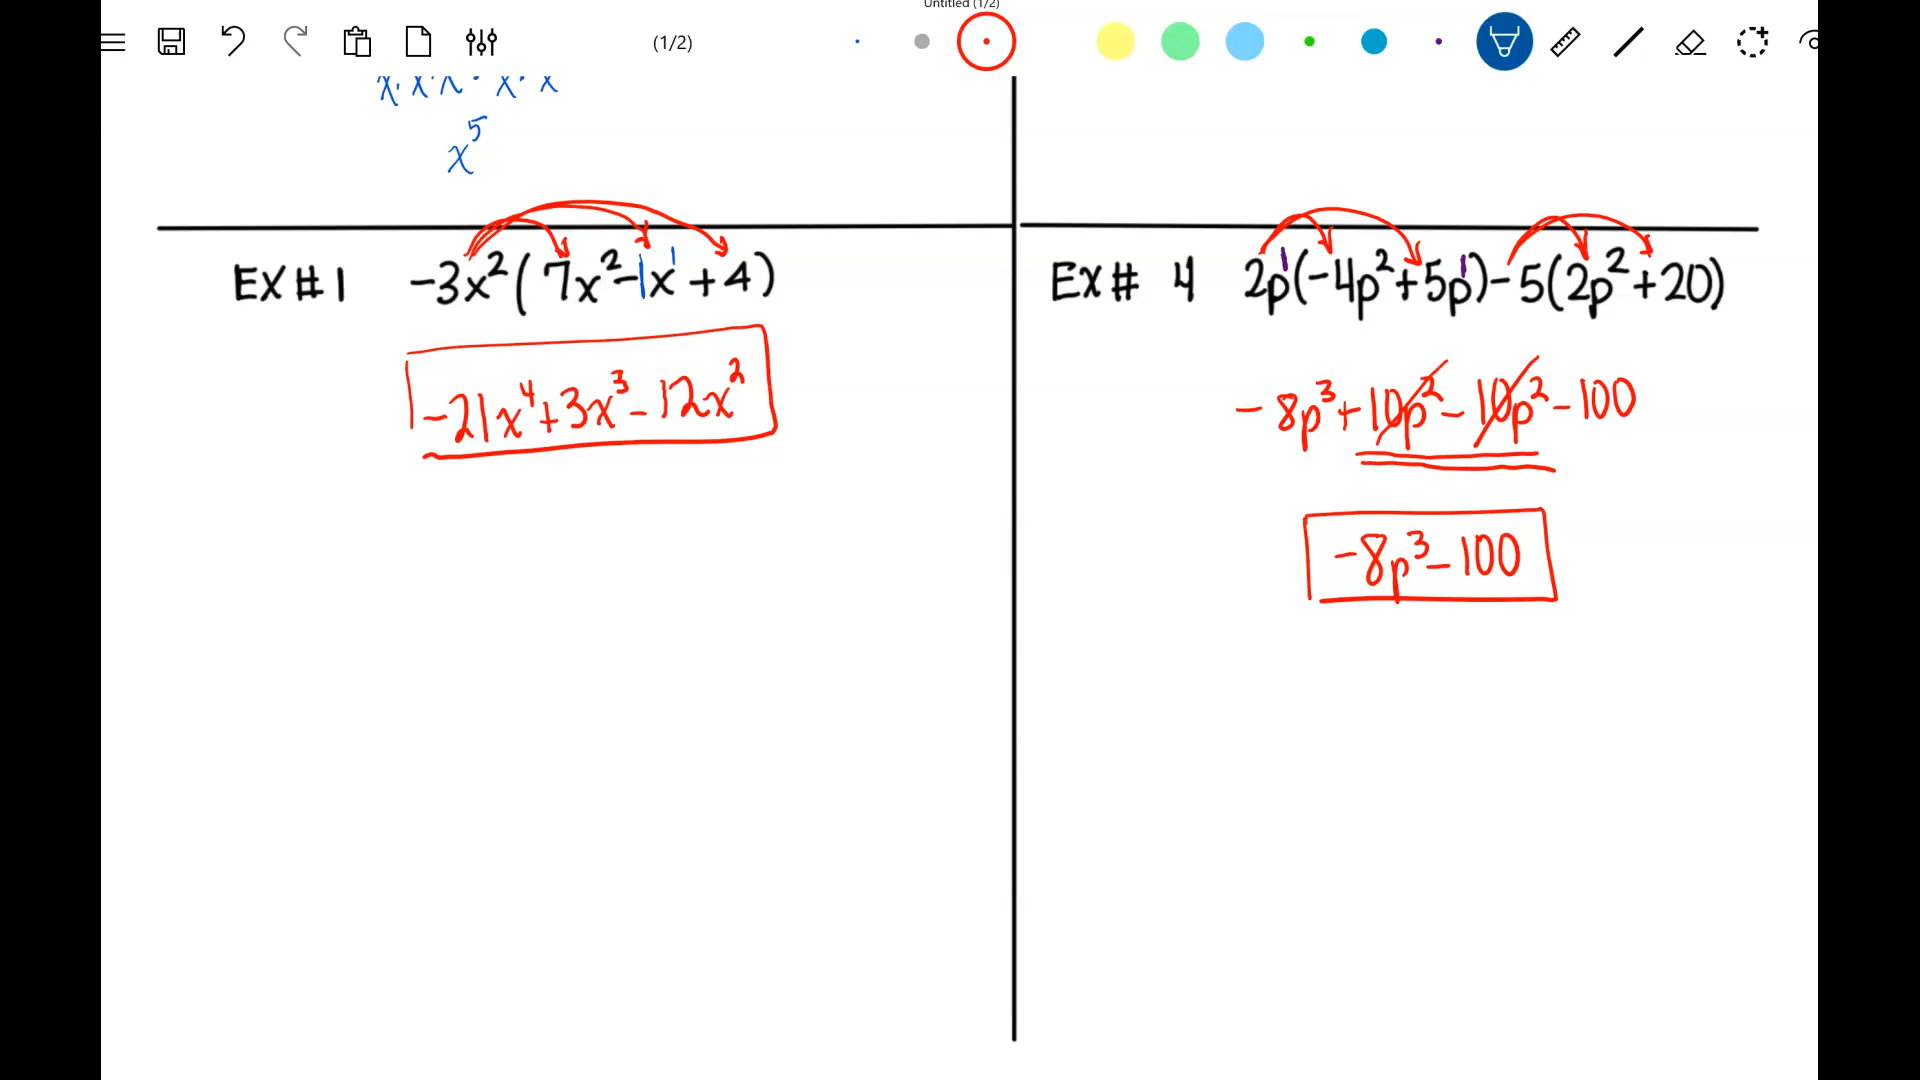 Untitled (1/2)
(1/2)
x·x·x · x·x
x⁵
EX #1 -3x²(7x²-1x¹+4)
-21x⁴+3x³-12x²
Ex# 4 2p¹(-4p²+5p¹)-5(2p²+20)
-8p³+10p²-10p²-100
-8p³-100